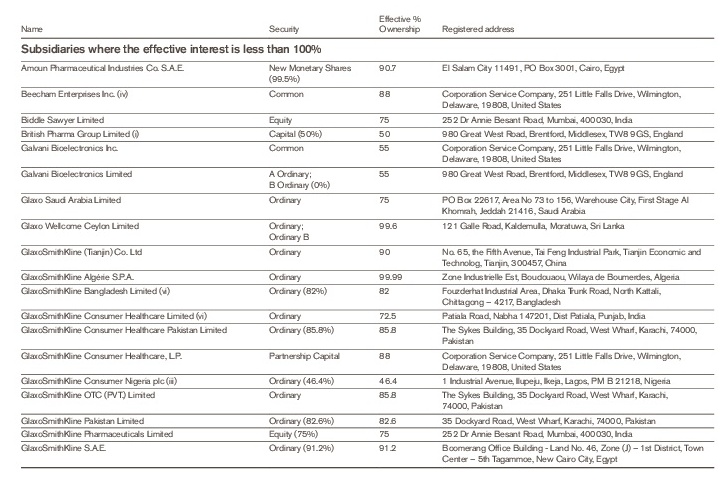 Name Security Effective % Ownership Registered address
Subsidiaries where the effective interest is less than 100%
Amoun Pharmaceutical Industries Co. S.A.E. New Monetary Shares 90.7 El Salam City 11491, PO Box 3001, Cairo, Egypt
(99.5%)
Beecham Enterprises Inc. (iv) Common 88 Corporation Service Company, 251 Little Falls Drive, Wilmington,
Delaware, 19808, United States
Biddle Sawyer Limited Equity 75 252 Dr Annie Besant Road, Mumbai, 400030, India
British Pharma Group Limited (i) Capital (50%) 50 980 Great West Road, Brentford, Middlesex, TW8 9GS, England
Galvani Bioelectronics Inc. Common 55 Corporation Service Company, 251 Little Falls Drive, Wilmington,
Delaware, 19808, United States
Galvani Bioelectronics Limited A Ordinary; 55 980 Great West Road, Brentford, Middlesex, TW8 9GS, England
B Ordinary (0%)
Glaxo Saudi Arabia Limited Ordinary 75 PO Box 22617, Area No 73 to 156, Warehouse City, First Stage Al
Khomrah, Jeddah 21416, Saudi Arabia
Glaxo Wellcome Ceylon Limited Ordinary; 99.6 121 Galle Road, Kaldemulla, Moratuwa, Sri Lanka
Ordinary B
GlaxoSmithKline (Tianjin) Co. Ltd Ordinary 90 No. 65, the Fifth Avenue, Tai Feng Industrial Park, Tianjin Economic and
Technolog, Tianjin, 300457, China
GlaxoSmithKline Algérie S.P.A. Ordinary 99.99 Zone Industrielle Est, Boudouaou, Wilaya de Boumerdes, Algeria
GlaxoSmithKline Bangladesh Limited (vi) Ordinary (82%) 82 Fouzderhat Industrial Area, Dhaka Trunk Road, North Kattali,
Chittagong – 4217, Bangladesh
GlaxoSmithKline Consumer Healthcare Limited (vi) Ordinary 72.5 Patiala Road, Nabha 147201, Dist Patiala, Punjab, India
GlaxoSmithKline Consumer Healthcare Pakistan Limited Ordinary (85.8%) 85.8 The Sykes Building, 35 Dockyard Road, West Wharf, Karachi, 74000,
Pakistan
GlaxoSmithKline Consumer Healthcare, L.P. Partnership Capital 88 Corporation Service Company, 251 Little Falls Drive, Wilmington,
Delaware, 19808, United States
GlaxoSmithKline Consumer Nigeria plc (iii) Ordinary (46.4%) 46.4 1 Industrial Avenue, Ilupeju, Ikeja, Lagos, PM B 21218, Nigeria
GlaxoSmithKline OTC (PVT.) Limited Ordinary 85.8 The Sykes Building, 35 Dockyard Road, West Wharf, Karachi,
74000, Pakistan
GlaxoSmithKline Pakistan Limited Ordinary (82.6%) 82.6 35 Dockyard Road, West Wharf, Karachi, 74000, Pakistan
GlaxoSmithKline Pharmaceuticals Limited Equity (75%) 75 252 Dr Annie Besant Road, Mumbai, 400030, India
GlaxoSmithKline S.A.E. Ordinary (91.2%) 91.2 Boomerang Office Building - Land No. 46, Zone (J) – 1st District, Town
Center – 5th Tagammoe, New Cairo City, Egypt